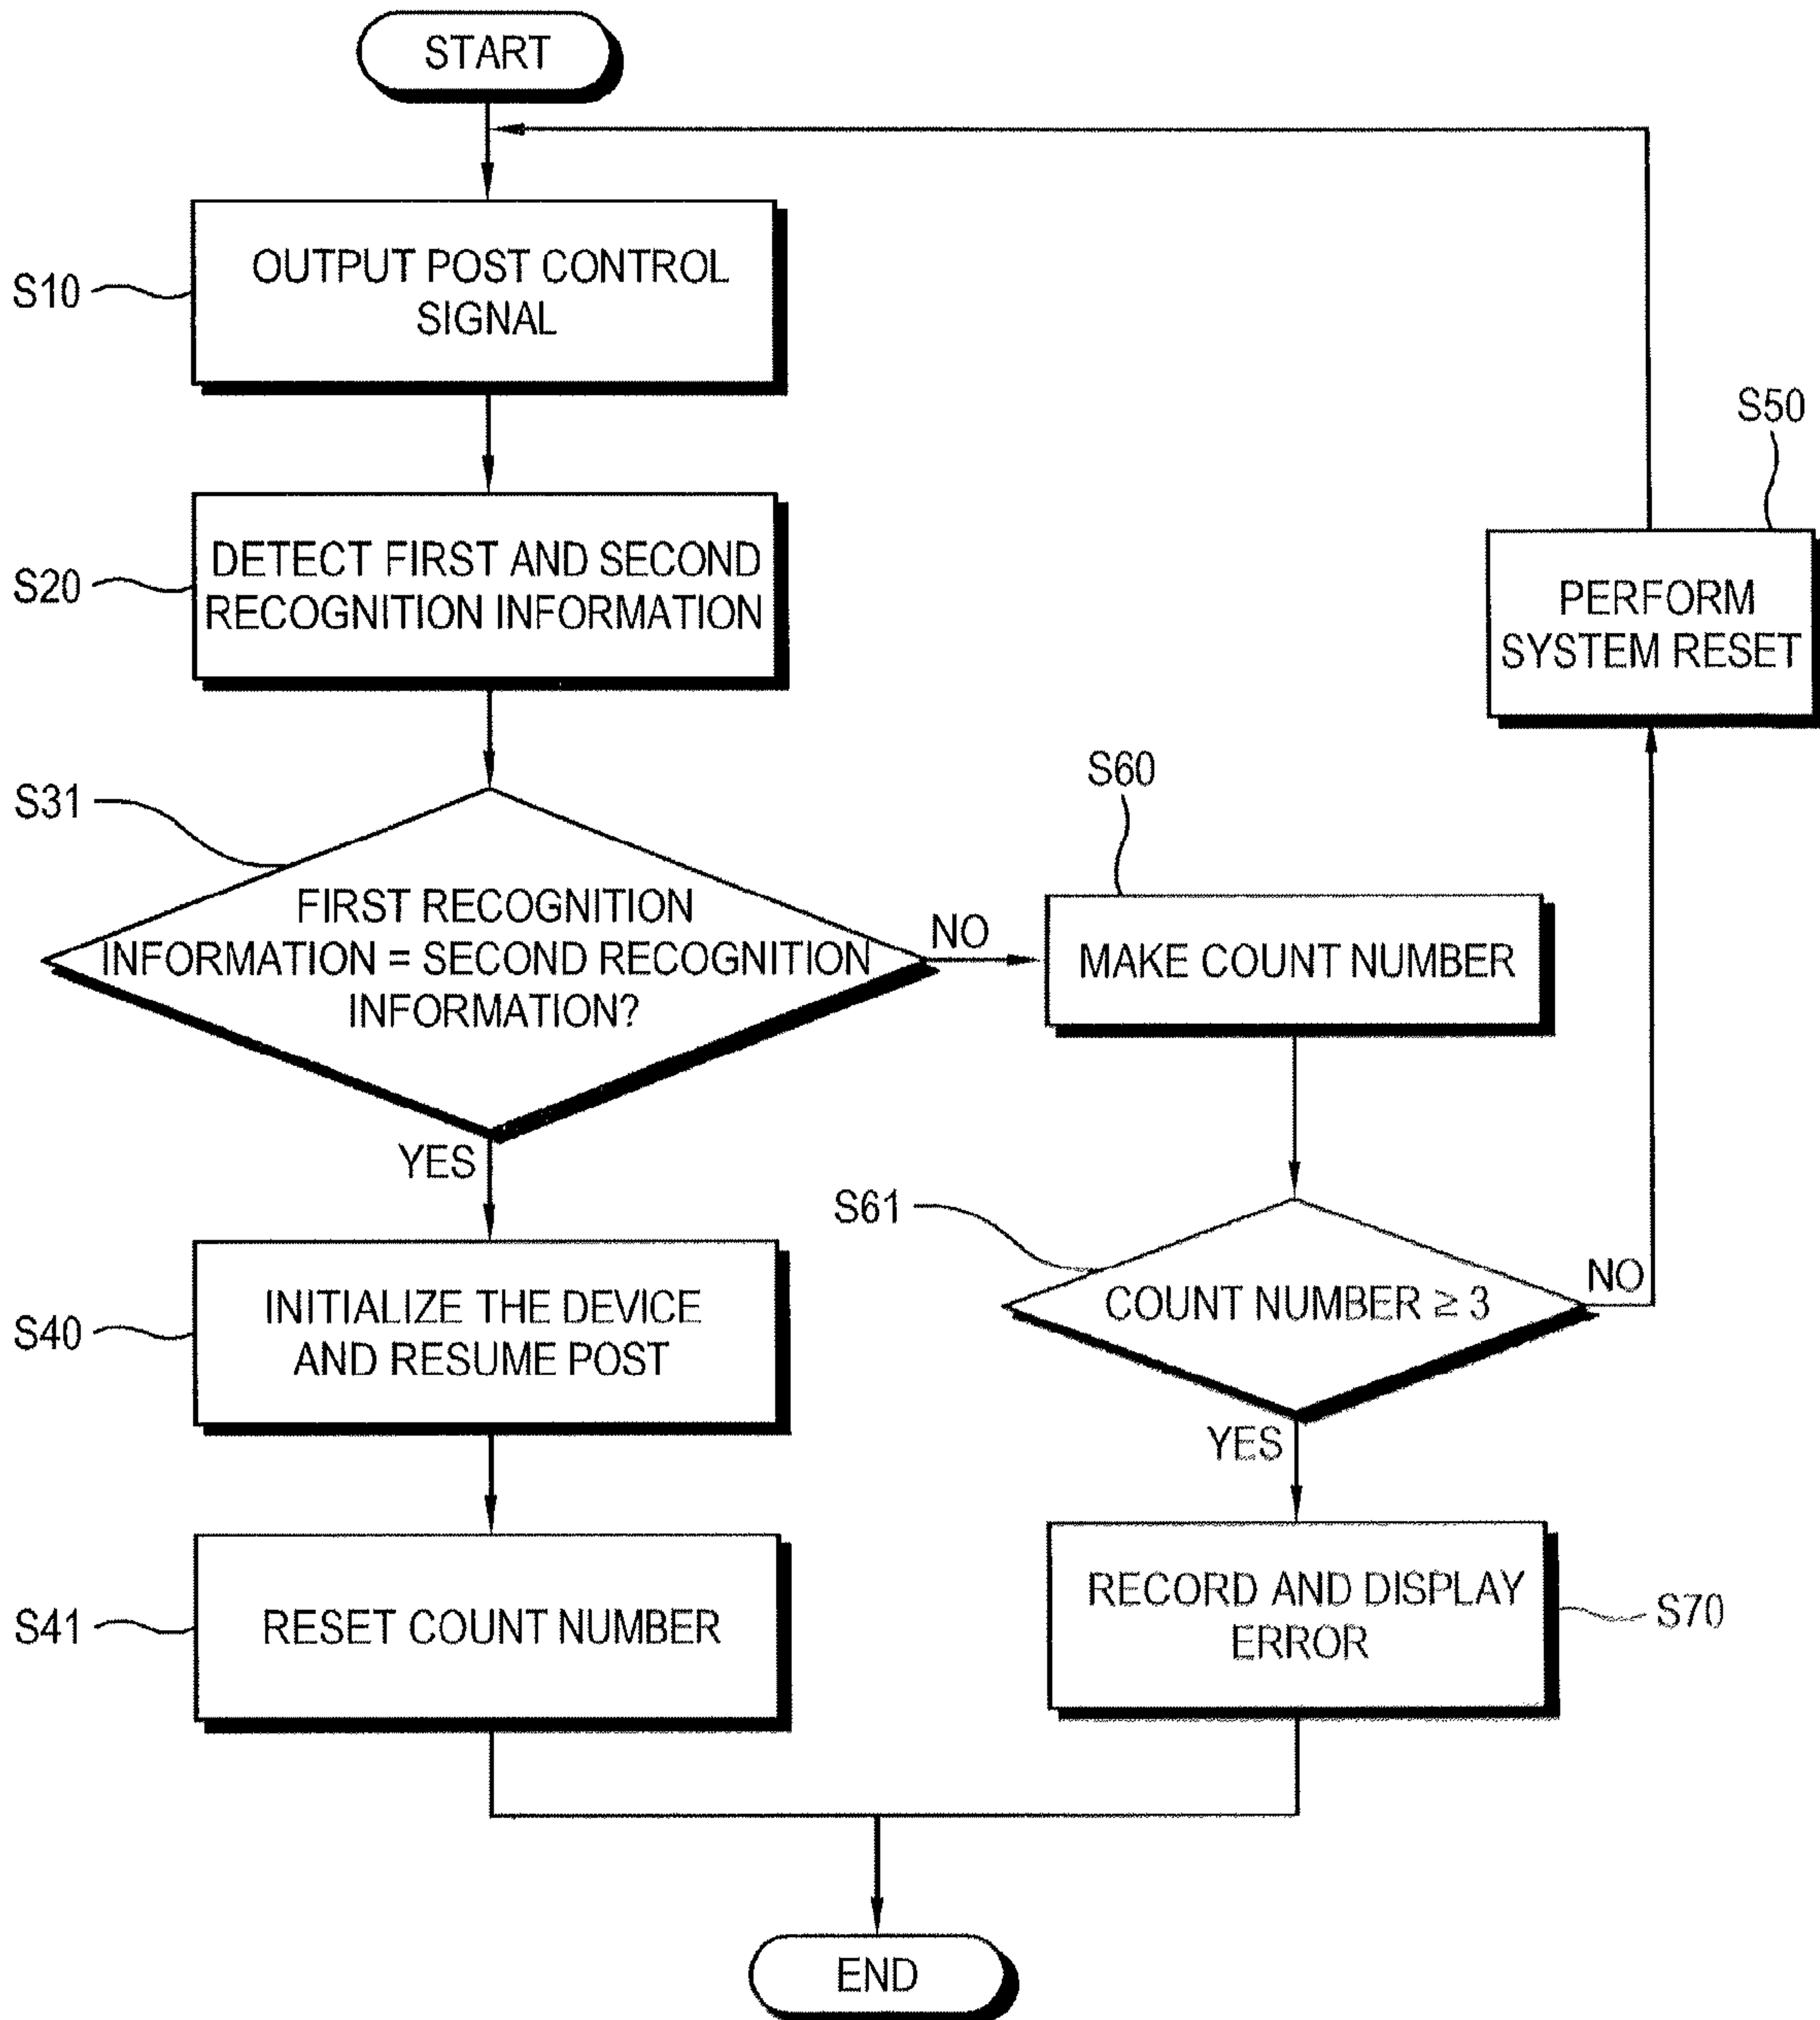 START
S10
OUTPUT POST CONTROL
SIGNAL
S20
DETECT FIRST AND SECOND
RECOGNITION INFORMATION
S50
PERFORM
SYSTEM RESET
S31
FIRST RECOGNITION
INFORMATION = SECOND RECOGNITION
INFORMATION?
NO
YES
S60
MAKE COUNT NUMBER
S61
COUNT NUMBER ≥ 3
NO
YES
S40
INITIALIZE THE DEVICE
AND RESUME POST
S41
RESET COUNT NUMBER
RECORD AND DISPLAY
ERROR
S70
END